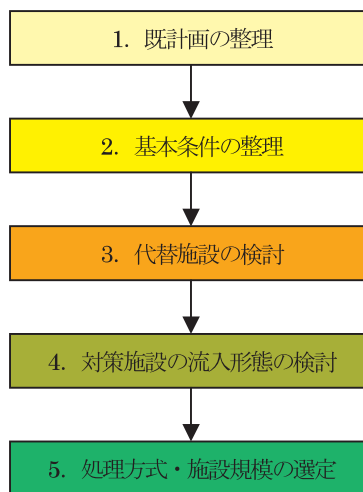 1. 既計画の整理
2. 基本条件の整理
3. 代替施設の検討
4. 対策施設の流入形態の検討
5. 処理方式・施設規模の選定